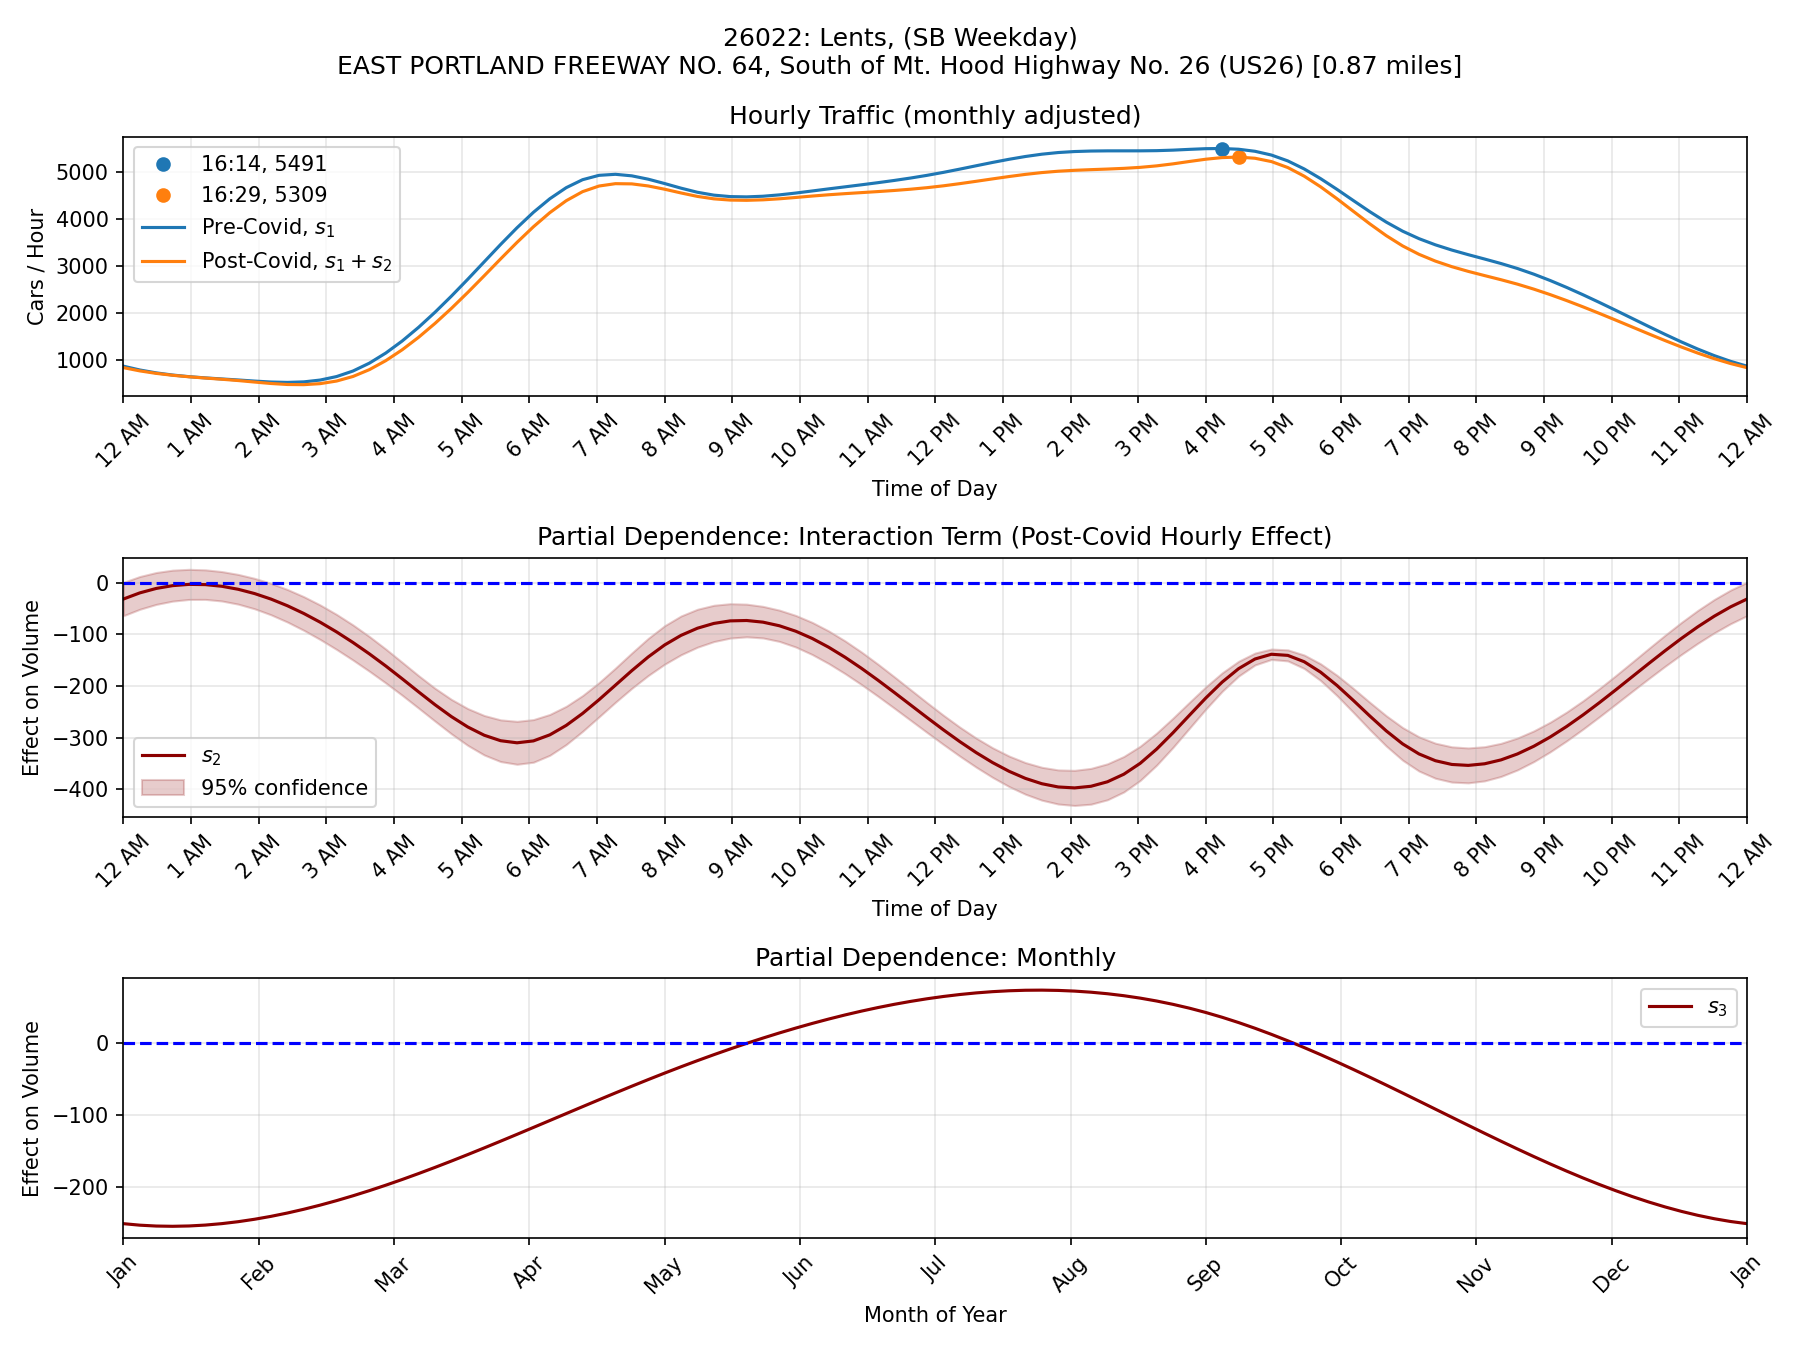 26022: Lents, (SB Weekday)
EAST PORTLAND FREEWAY NO. 64, South of Mt. Hood Highway No. 26 (US26) [0.87 miles]
Hourly Traffic (monthly adjusted)
16:14, 5491
16:29, 5309
Pre-Covid, s₁
Post-Covid, s₁ + s₂
Cars / Hour
5000
4000
3000
2000
1000
12 AM 1 AM 2 AM 3 AM 4 AM 5 AM 6 AM 7 AM 8 AM 9 AM 10 AM 11 AM 12 PM 1 PM 2 PM 3 PM 4 PM 5 PM 6 PM 7 PM 8 PM 9 PM 10 PM 11 PM 12 AM
Time of Day
Partial Dependence: Interaction Term (Post-Covid Hourly Effect)
Effect on Volume
0
−100
−200
−300
−400
s₂
95% confidence
12 AM 1 AM 2 AM 3 AM 4 AM 5 AM 6 AM 7 AM 8 AM 9 AM 10 AM 11 AM 12 PM 1 PM 2 PM 3 PM 4 PM 5 PM 6 PM 7 PM 8 PM 9 PM 10 PM 11 PM 12 AM
Time of Day
Partial Dependence: Monthly
Effect on Volume
s₃
0
−100
−200
Jan Feb Mar Apr May Jun Jul Aug Sep Oct Nov Dec Jan
Month of Year